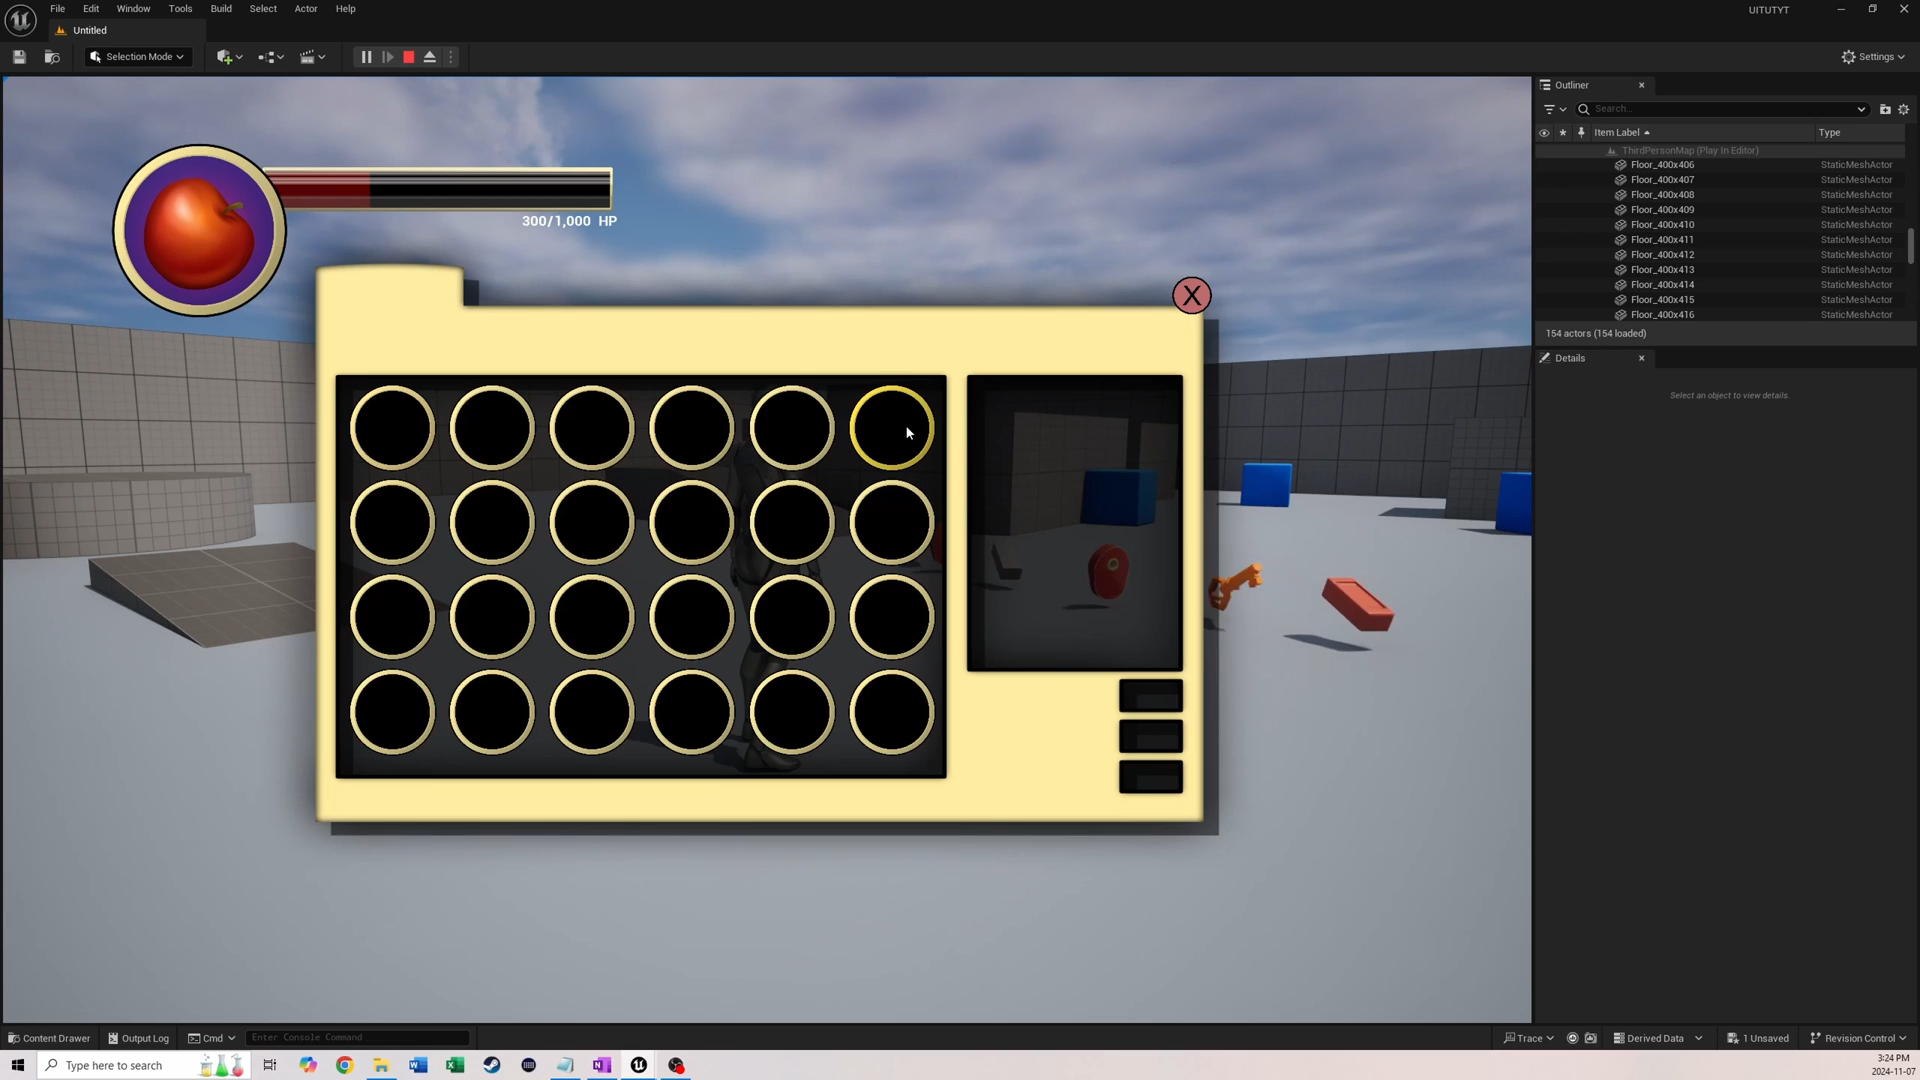 File Edit Window Tools Build Select Actor Help
UITUTYT
Untitled
Selection Mode
Settings
Outliner
Search...
Item Label Type
ThirdPersonMap (Play In Editor)
Floor_400x406 StaticMeshActor
Floor_400x407 StaticMeshActor
Floor_400x408 StaticMeshActor
Floor_400x409 StaticMeshActor
Floor_400x410 StaticMeshActor
Floor_400x411 StaticMeshActor
Floor_400x412 StaticMeshActor
Floor_400x413 StaticMeshActor
Floor_400x414 StaticMeshActor
Floor_400x415 StaticMeshActor
Floor_400x416 StaticMeshActor
154 actors (154 loaded)
Details
Select an object to view details.
300/1,000 HP
X
Content Drawer Output Log Cmd Enter Console Command
Trace Derived Data 1 Unsaved Revision Control
Type here to search
3:24 PM
2024-11-07